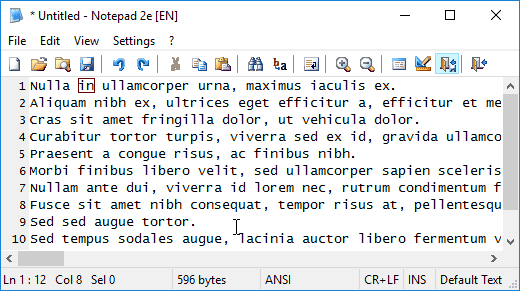 * Untitled - Notepad 2e [EN]
File Edit View Settings ?
1 Nulla in ullamcorper urna, maximus iaculis ex.
2 Aliquam nibh ex, ultrices eget efficitur a, efficitur et me
3 Cras sit amet fringilla dolor, ut vehicula dolor.
4 Curabitur tortor turpis, viverra sed ex id, gravida ullamco
5 Praesent a congue risus, ac finibus nibh.
6 Morbi finibus libero velit, sed ullamcorper sapien sceleris
7 Nullam ante dui, viverra id lorem nec, rutrum condimentum f
8 Fusce sit amet nibh consequat, tempor risus at, pellentesqu
9 Sed sed augue tortor.
10 Sed tempus sodales augue, lacinia auctor libero fermentum v
Ln 1 : 12 Col 8 Sel 0 596 bytes ANSI CR+LF INS Default Text